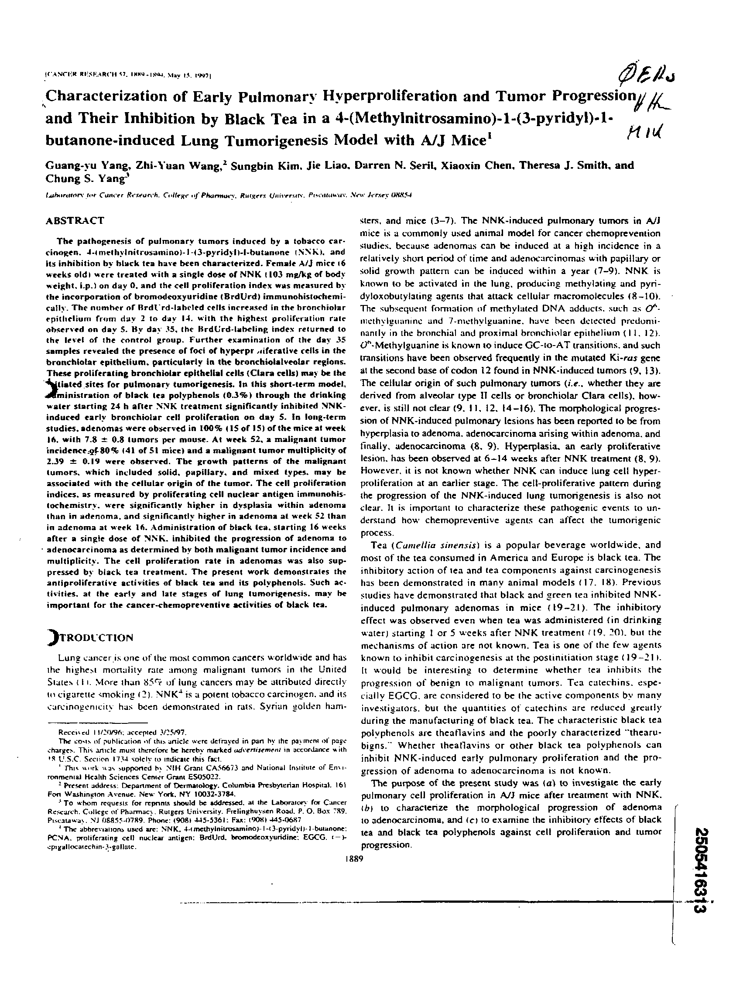 [CANCER RESEARCH 57, 1889-1894, May 15, 1997]
Characterization of Early Pulmonary Hyperproliferation and Tumor Progression
and Their Inhibition by Black Tea in a 4-(Methylnitrosamino)-1-(3-pyridyl)-1-
butanone-induced Lung Tumorigenesis Model with A/J Mice¹
Guang-yu Yang, Zhi-Yuan Wang,² Sungbin Kim, Jie Liao, Darren N. Seril, Xiaoxin Chen, Theresa J. Smith, and
Chung S. Yang³
Laboratory for Cancer Research, College of Pharmacy, Rutgers University, Piscataway, New Jersey 08854
ABSTRACT
The pathogenesis of pulmonary tumors induced by a tobacco car-
cinogen, 4-(methylnitrosamino)-1-(3-pyridyl)-1-butanone (NNK), and
its inhibition by black tea have been characterized. Female A/J mice (6
weeks old) were treated with a single dose of NNK (103 mg/kg of body
weight, i.p.) on day 0, and the cell proliferation index was measured by
the incorporation of bromodeoxyuridine (BrdUrd) immunohistochemi-
cally. The number of BrdUrd-labeled cells increased in the bronchiolar
epithelium from day 2 to day 14, with the highest proliferation rate
observed on day 5. By day 35, the BrdUrd-labeling index returned to
the level of the control group. Further examination of the day 35
samples revealed the presence of foci of hyperproliferative cells in the
bronchiolar epithelium, particularly in the bronchiolalveolar regions.
These proliferating bronchiolar epithelial cells (Clara cells) may be the
initiated sites for pulmonary tumorigenesis. In this short-term model,
administration of black tea polyphenols (0.3%) through the drinking
water starting 24 h after NNK treatment significantly inhibited NNK-
induced early bronchiolar cell proliferation on day 5. In long-term
studies, adenomas were observed in 100% (15 of 15) of the mice at week
16, with 7.8 ± 0.8 tumors per mouse. At week 52, a malignant tumor
incidence of 80% (41 of 51 mice) and a malignant tumor multiplicity of
2.39 ± 0.19 were observed. The growth patterns of the malignant
tumors, which included solid, papillary, and mixed types, may be
associated with the cellular origin of the tumor. The cell proliferation
indices, as measured by proliferating cell nuclear antigen immunohis-
tochemistry, were significantly higher in dysplasia within adenoma
than in adenoma, and significantly higher in adenoma at week 52 than
in adenoma at week 16. Administration of black tea, starting 16 weeks
after a single dose of NNK, inhibited the progression of adenoma to
adenocarcinoma as determined by both malignant tumor incidence and
multiplicity. The cell proliferation rate in adenomas was also sup-
pressed by black tea treatment. The present work demonstrates the
antiproliferative activities of black tea and its polyphenols. Such ac-
tivities, at the early and late stages of lung tumorigenesis, may be
important for the cancer-chemopreventive activities of black tea.
INTRODUCTION
Lung cancer is one of the most common cancers worldwide and has
the highest mortality rate among malignant tumors in the United
States (1). More than 85% of lung cancers may be attributed directly
to cigarette smoking (2). NNK⁴ is a potent tobacco carcinogen, and its
carcinogenicity has been demonstrated in rats, Syrian golden ham-
Received 11/20/96; accepted 3/25/97.
The costs of publication of this article were defrayed in part by the payment of page
charges. This article must therefore be hereby marked advertisement in accordance with
18 U.S.C. Section 1734 solely to indicate this fact.
¹ This work was supported by NIH Grant CA56673 and National Institute of Envi-
ronmental Health Sciences Center Grant ES05022.
² Present address: Department of Dermatology, Columbia Presbyterian Hospital, 161
Fort Washington Avenue, New York, NY 10032-3784.
³ To whom requests for reprints should be addressed, at the Laboratory for Cancer
Research, College of Pharmacy, Rutgers University, Frelinghuysen Road, P. O. Box 789,
Piscataway, NJ 08855-0789. Phone: (908) 445-5361; Fax: (908) 445-0687
⁴ The abbreviations used are: NNK, 4-(methylnitrosamino)-1-(3-pyridyl)-1-butanone;
PCNA, proliferating cell nuclear antigen; BrdUrd, bromodeoxyuridine; EGCG, (−)-
epigallocatechin-3-gallate.
sters, and mice (3-7). The NNK-induced pulmonary tumors in A/J
mice is a commonly used animal model for cancer chemoprevention
studies, because adenomas can be induced at a high incidence in a
relatively short period of time and adenocarcinomas with papillary or
solid growth pattern can be induced within a year (7-9). NNK is
known to be activated in the lung, producing methylating and pyri-
dyloxobutylating agents that attack cellular macromolecules (8-10).
The subsequent formation of methylated DNA adducts, such as O⁶-
methylguanine and 7-methylguanine, have been detected predomi-
nantly in the bronchial and proximal bronchiolar epithelium (11, 12).
O⁶-Methylguanine is known to induce GC-to-AT transitions, and such
transitions have been observed frequently in the mutated Ki-ras gene
at the second base of codon 12 found in NNK-induced tumors (9, 13).
The cellular origin of such pulmonary tumors (i.e., whether they are
derived from alveolar type II cells or bronchiolar Clara cells), how-
ever, is still not clear (9, 11, 12, 14-16). The morphological progres-
sion of NNK-induced pulmonary lesions has been reported to be from
hyperplasia to adenoma, adenocarcinoma arising within adenoma, and
finally, adenocarcinoma (8, 9). Hyperplasia, an early proliferative
lesion, has been observed at 6-14 weeks after NNK treatment (8, 9).
However, it is not known whether NNK can induce lung cell hyper-
proliferation at an earlier stage. The cell-proliferative pattern during
the progression of the NNK-induced lung tumorigenesis is also not
clear. It is important to characterize these pathogenic events to un-
derstand how chemopreventive agents can affect the tumorigenic
process.
Tea (Camellia sinensis) is a popular beverage worldwide, and
most of the tea consumed in America and Europe is black tea. The
inhibitory action of tea and tea components against carcinogenesis
has been demonstrated in many animal models (17, 18). Previous
studies have demonstrated that black and green tea inhibited NNK-
induced pulmonary adenomas in mice (19-21). The inhibitory
effect was observed even when tea was administered (in drinking
water) starting 1 or 5 weeks after NNK treatment (19, 20), but the
mechanisms of action are not known. Tea is one of the few agents
known to inhibit carcinogenesis at the postinitiation stage (19-21).
It would be interesting to determine whether tea inhibits the
progression of benign to malignant tumors. Tea catechins, espe-
cially EGCG, are considered to be the active components by many
investigators, but the quantities of catechins are reduced greatly
during the manufacturing of black tea. The characteristic black tea
polyphenols are theaflavins and the poorly characterized "thearu-
bigns." Whether theaflavins or other black tea polyphenols can
inhibit NNK-induced early pulmonary proliferation and the pro-
gression of adenoma to adenocarcinoma is not known.
The purpose of the present study was (a) to investigate the early
pulmonary cell proliferation in A/J mice after treatment with NNK,
(b) to characterize the morphological progression of adenoma
to adenocarcinoma, and (c) to examine the inhibitory effects of black
tea and black tea polyphenols against cell proliferation and tumor
progression.
1889
2505416313